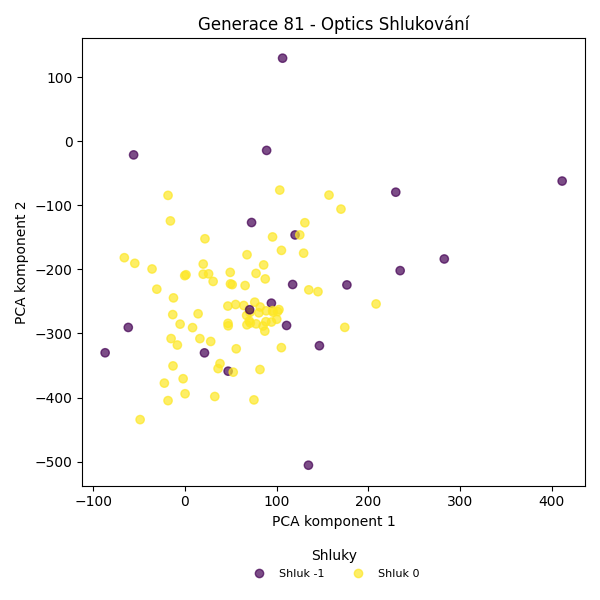 Generace 81 - Optics Shlukování
PCA komponent 2
100
0
−100
−200
−300
−400
−500
−100
0
100
200
300
400
PCA komponent 1
Shluky
Shluk -1
Shluk 0